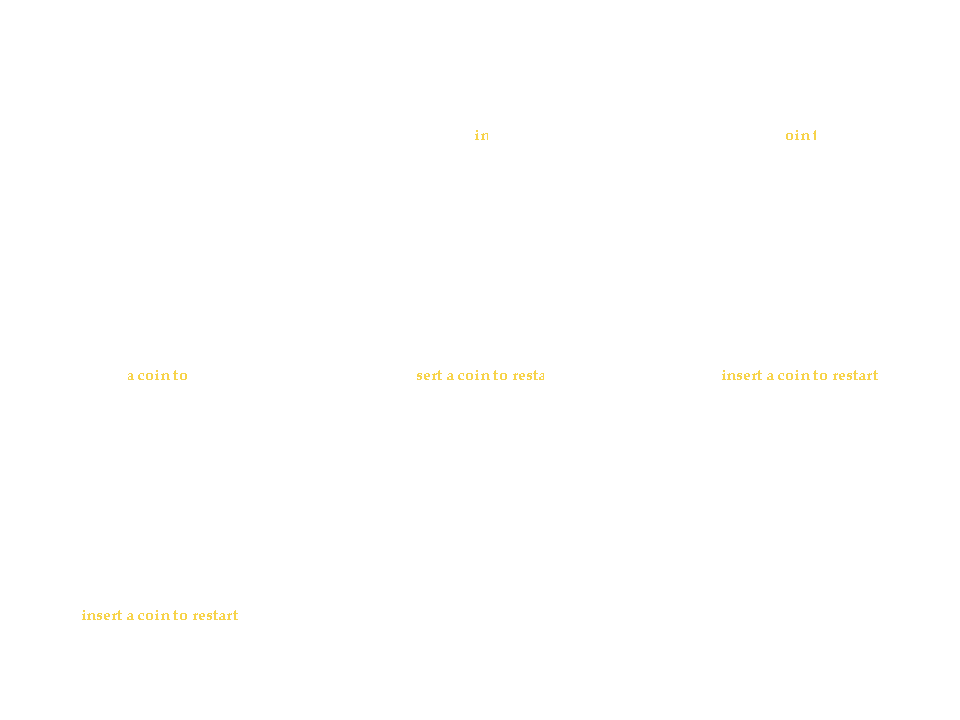 in oin t
a coin to sert a coin to resta insert a coin to restart
insert a coin to restart